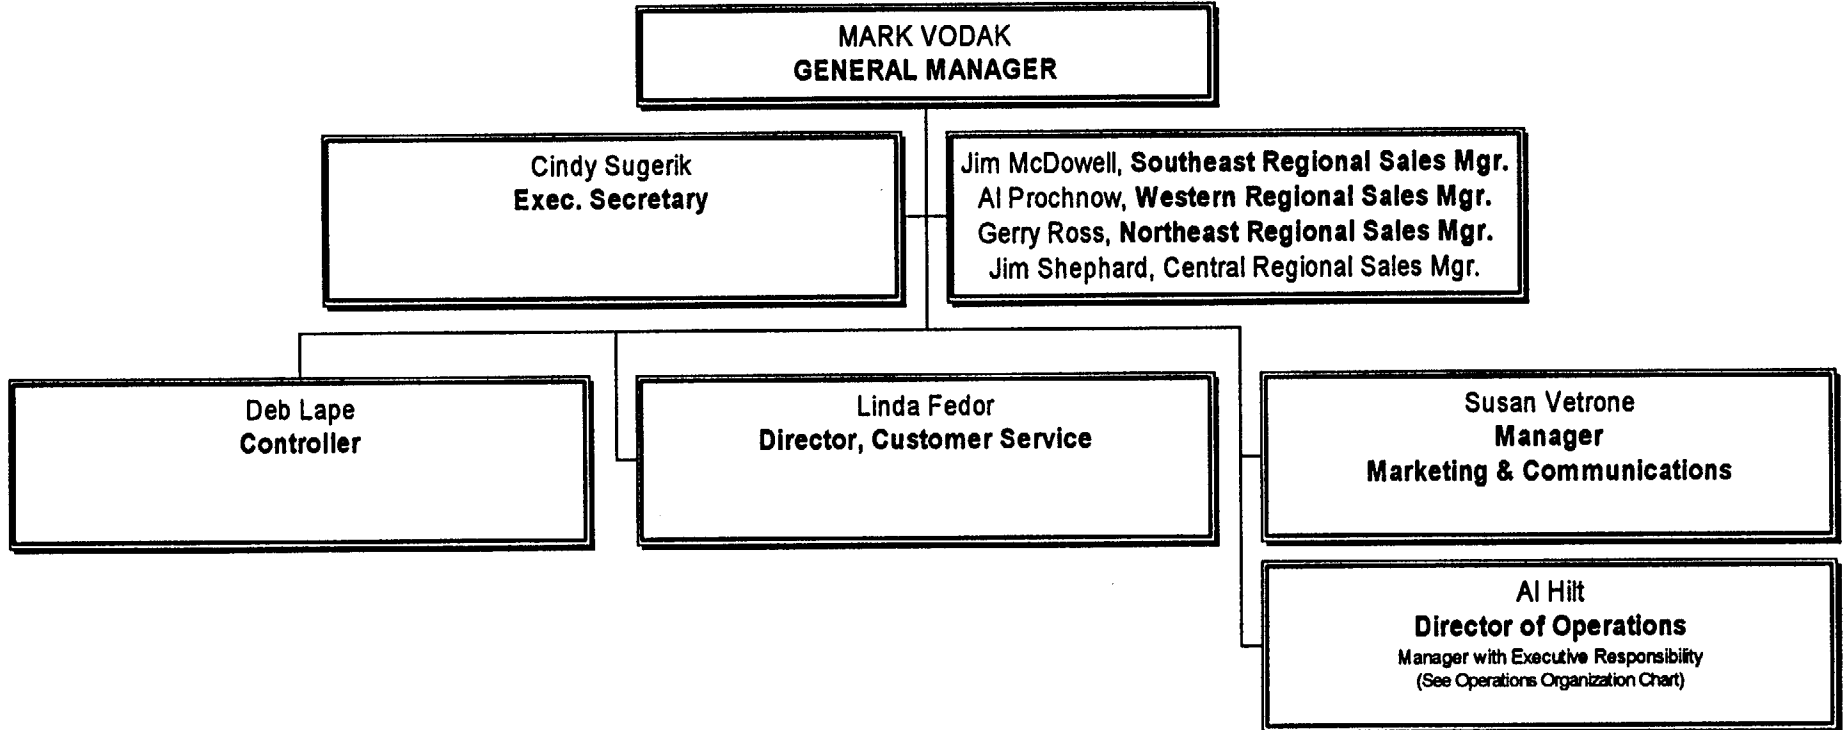 MARK VODAK
GENERAL MANAGER
Cindy Sugerik
Exec. Secretary
Jim McDowell, Southeast Regional Sales Mgr.
Al Prochnow, Western Regional Sales Mgr.
Gerry Ross, Northeast Regional Sales Mgr.
Jim Shephard, Central Regional Sales Mgr.
Deb Lape
Controller
Linda Fedor
Director, Customer Service
Susan Vetrone
Manager
Marketing & Communications
Al Hilt
Director of Operations
Manager with Executive Responsibility
(See Operations Organization Chart)